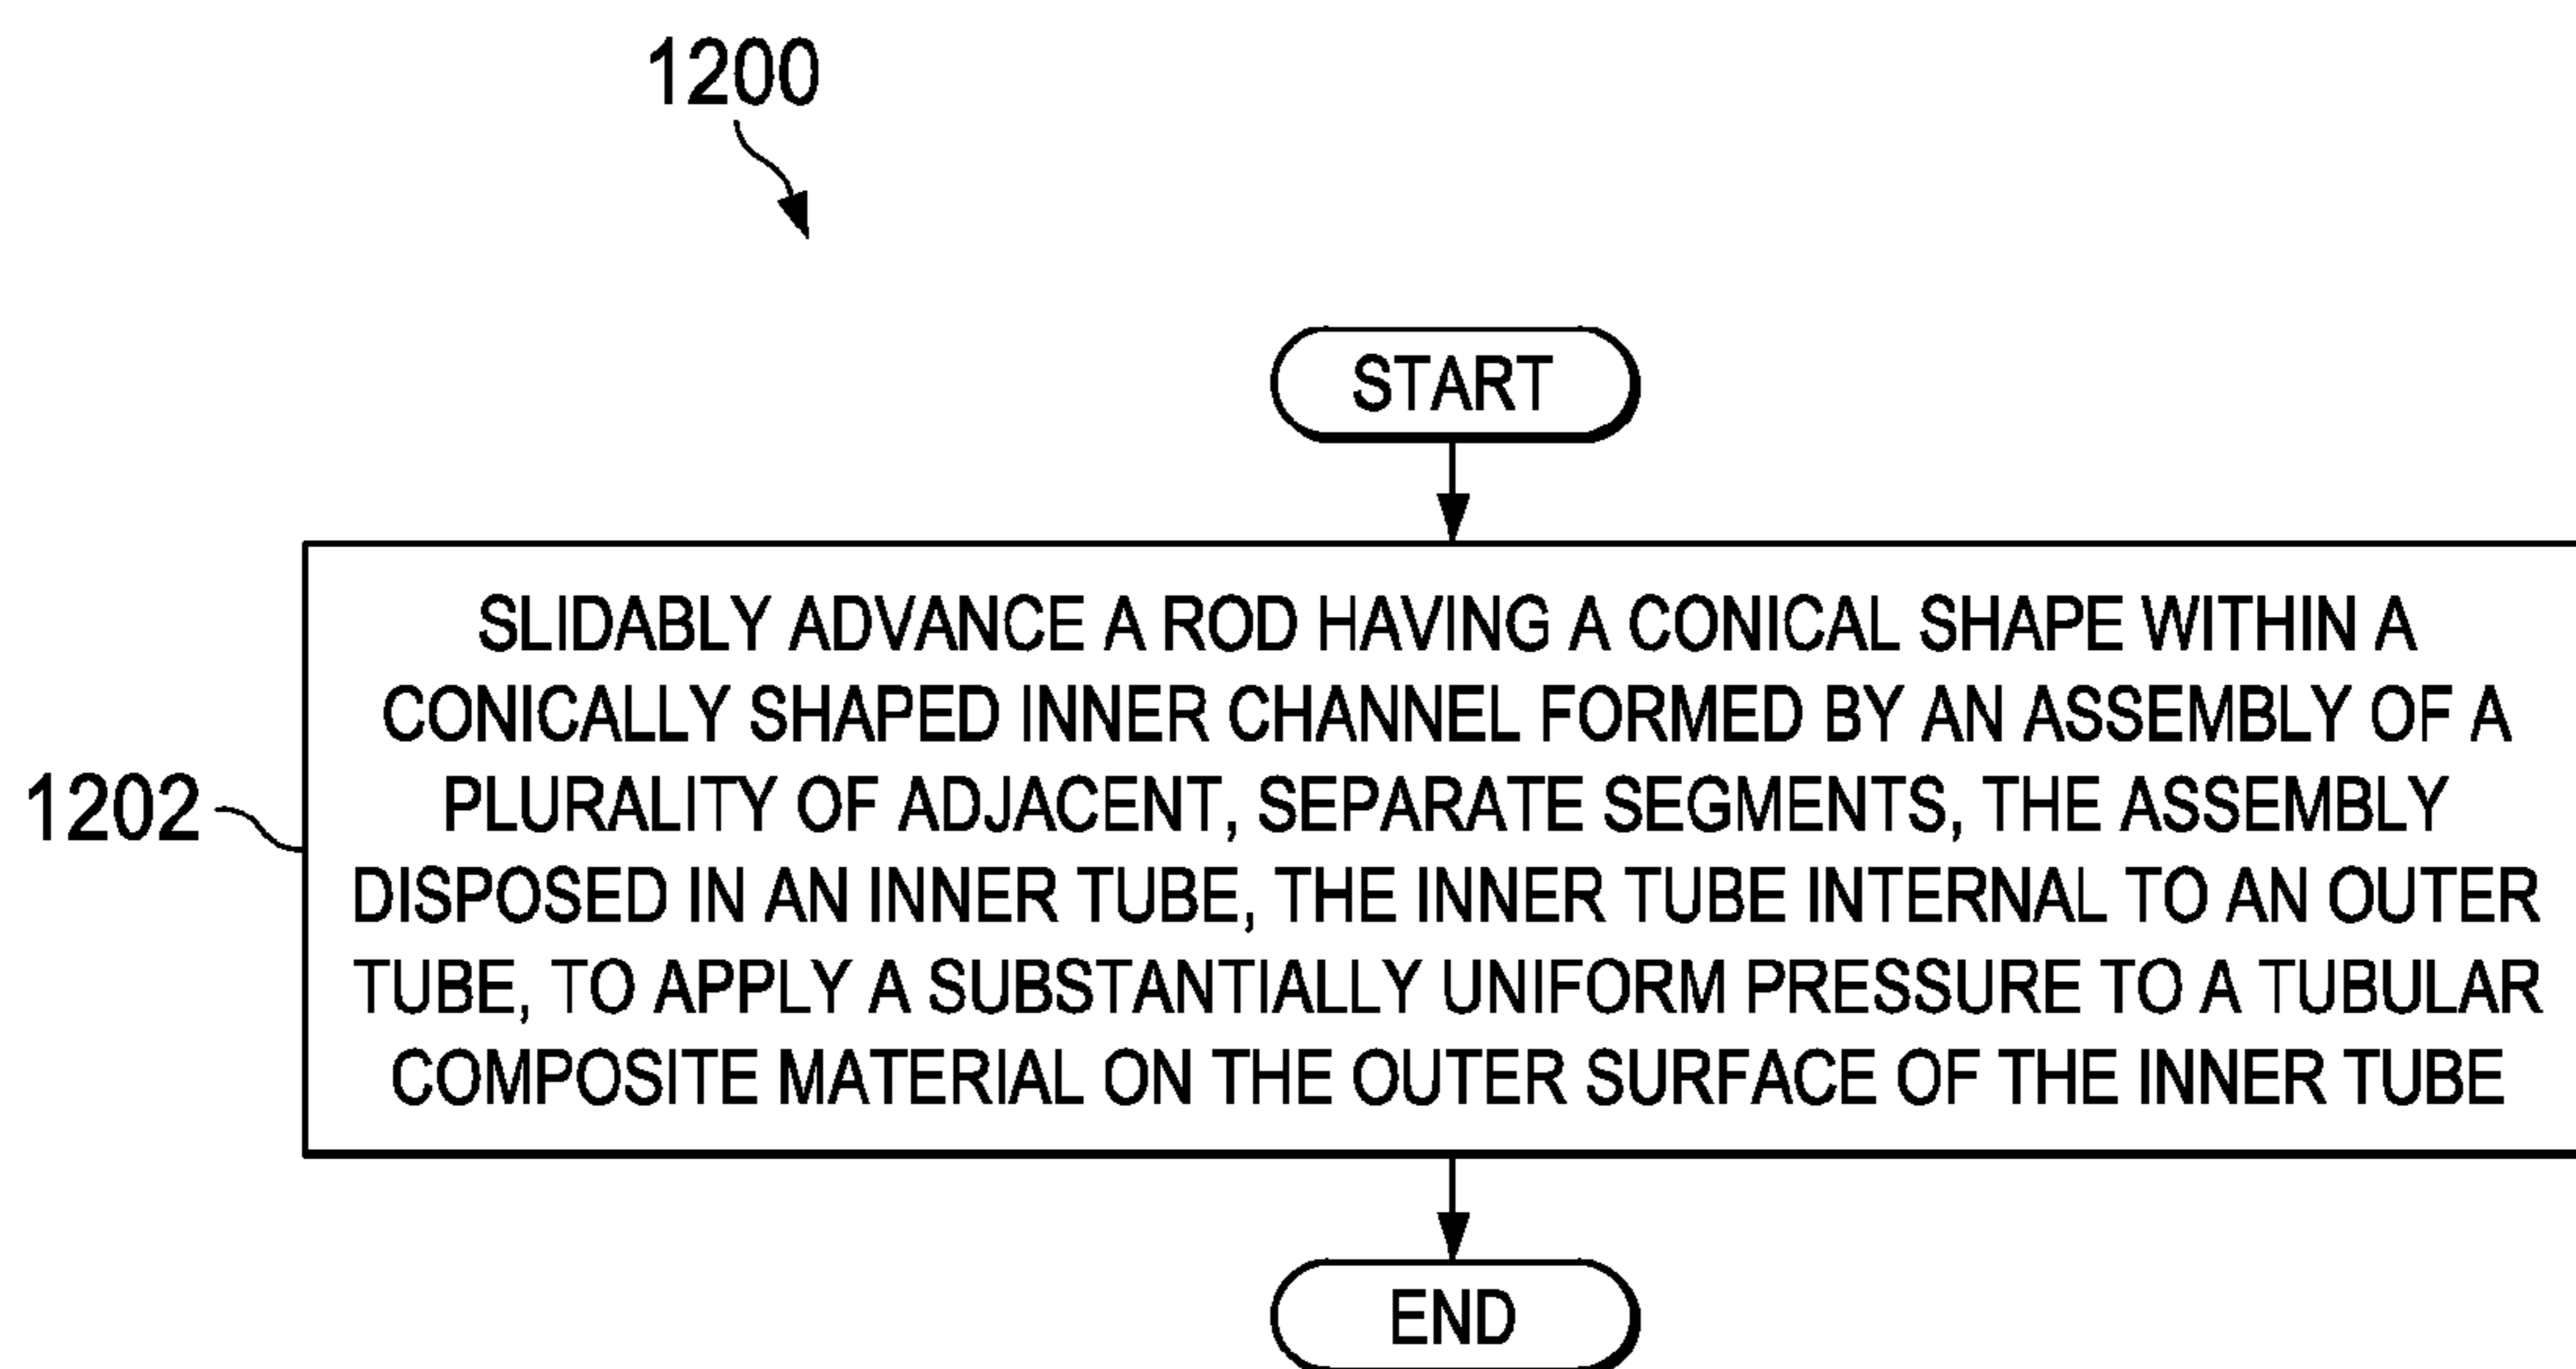 1200
START
SLIDABLY ADVANCE A ROD HAVING A CONICAL SHAPE WITHIN A
CONICALLY SHAPED INNER CHANNEL FORMED BY AN ASSEMBLY OF A
PLURALITY OF ADJACENT, SEPARATE SEGMENTS, THE ASSEMBLY
1202
DISPOSED IN AN INNER TUBE, THE INNER TUBE INTERNAL TO AN OUTER
TUBE, TO APPLY A SUBSTANTIALLY UNIFORM PRESSURE TO A TUBULAR
COMPOSITE MATERIAL ON THE OUTER SURFACE OF THE INNER TUBE
END